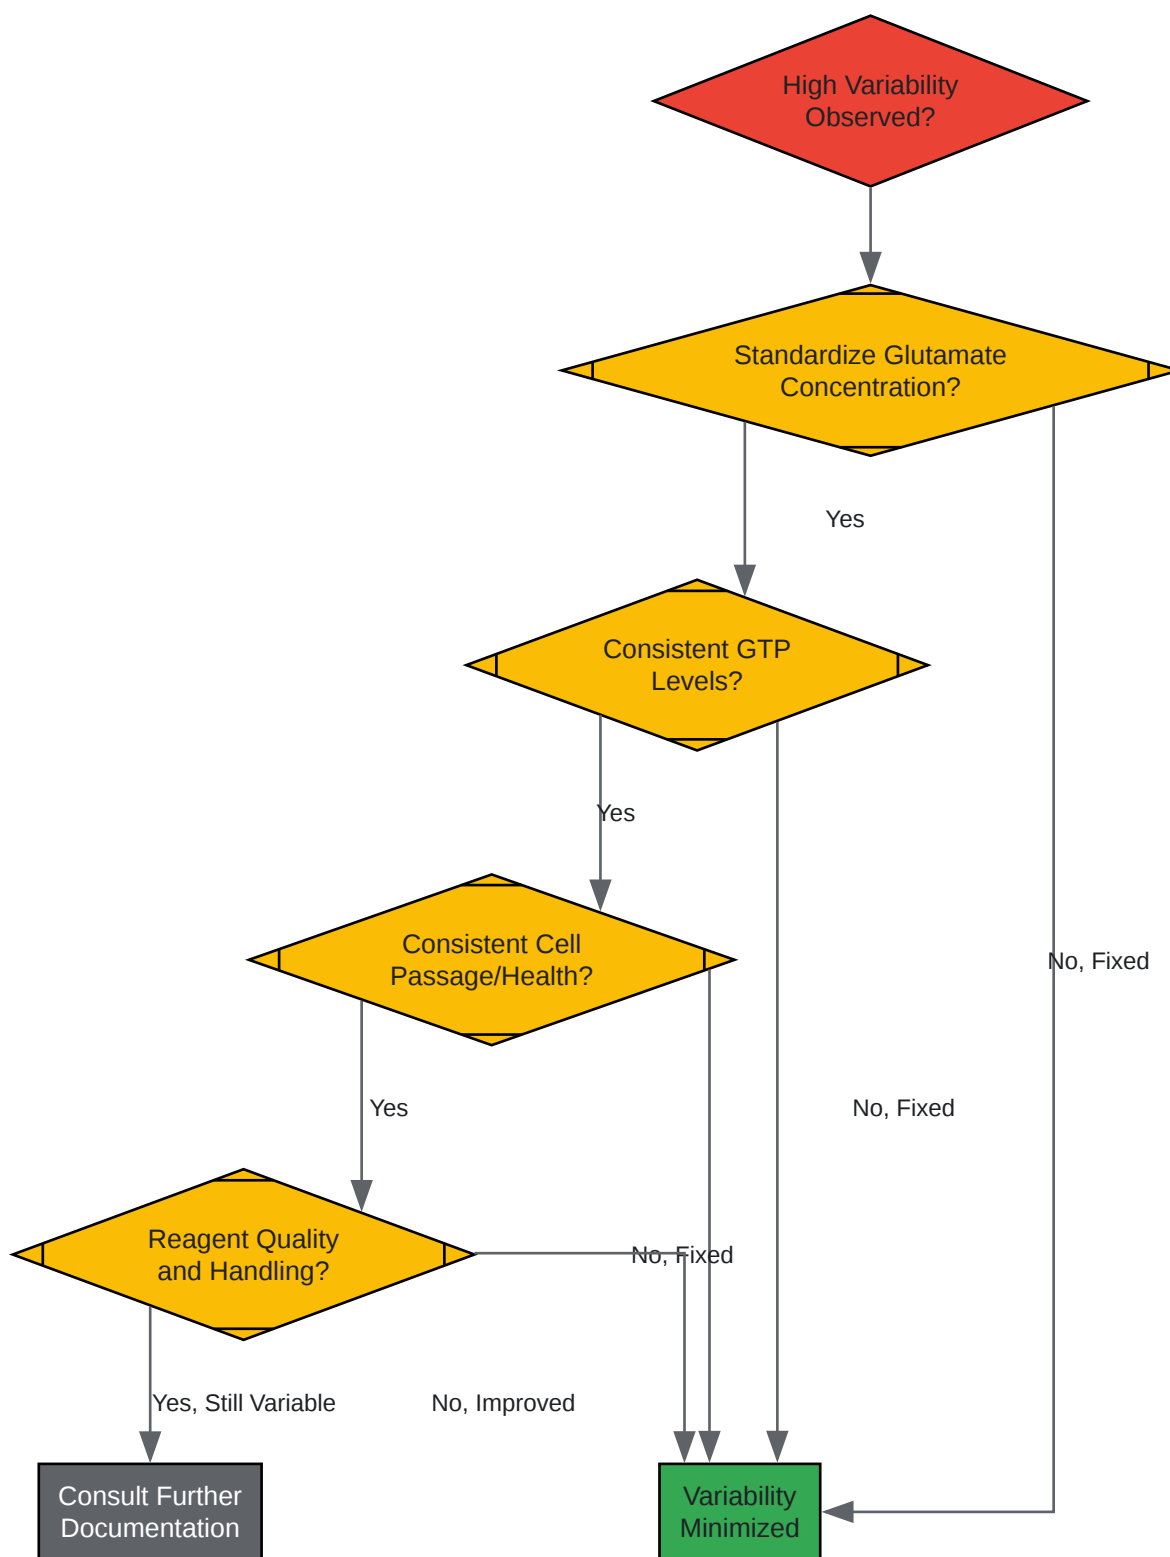 High Variability
Observed?
Standardize Glutamate
Concentration?
Yes
Consistent GTP
Levels?
Yes
Consistent Cell
Passage/Health?
No, Fixed
Yes
No, Fixed
Reagent Quality
and Handling?
No, Fixed
Yes, Still Variable
No, Improved
Consult Further
Documentation
Variability
Minimized